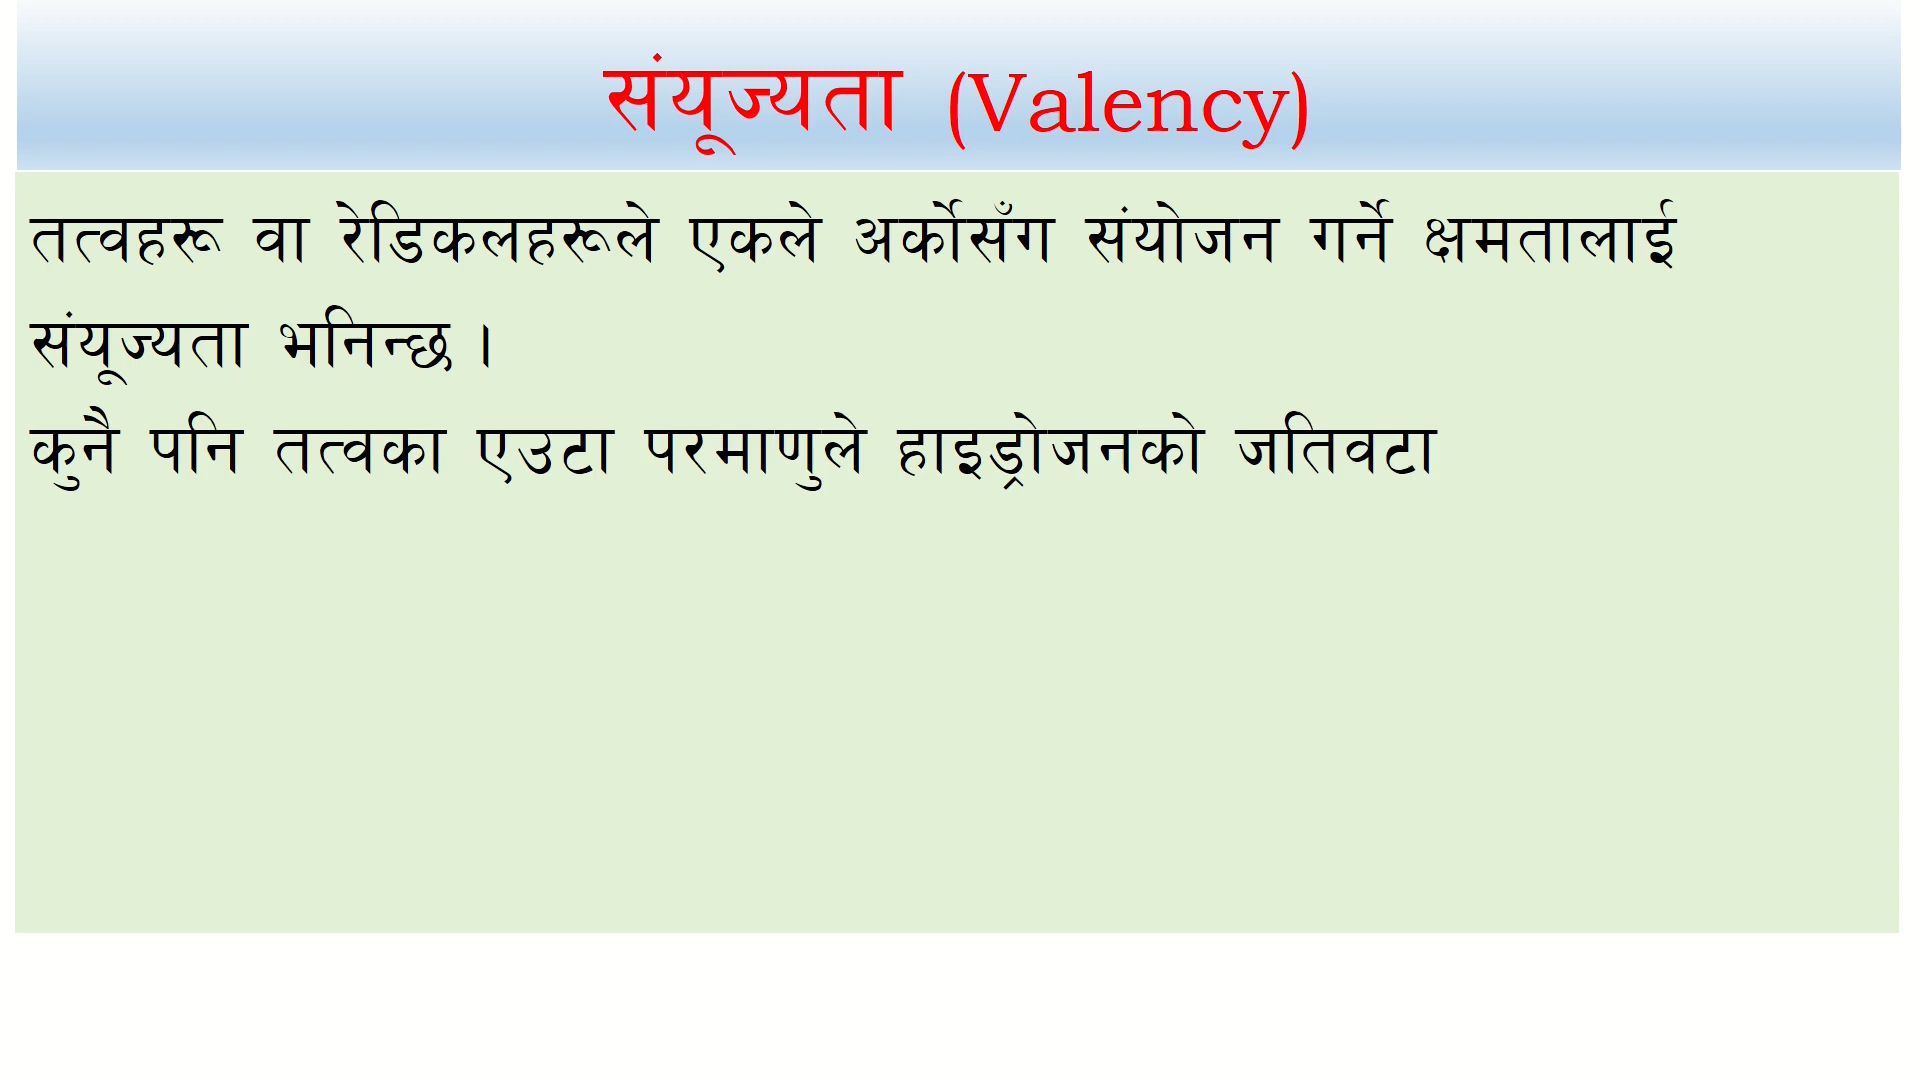 संयूज्यता (Valency)
तत्वहरू वा रेडिकलहरूले एकले अर्कोसँग संयोजन गर्ने क्षमतालाई
संयूज्यता भनिन्छ ।
कुनै पनि तत्वका एउटा परमाणुले हाइड्रोजनको जतिवटा